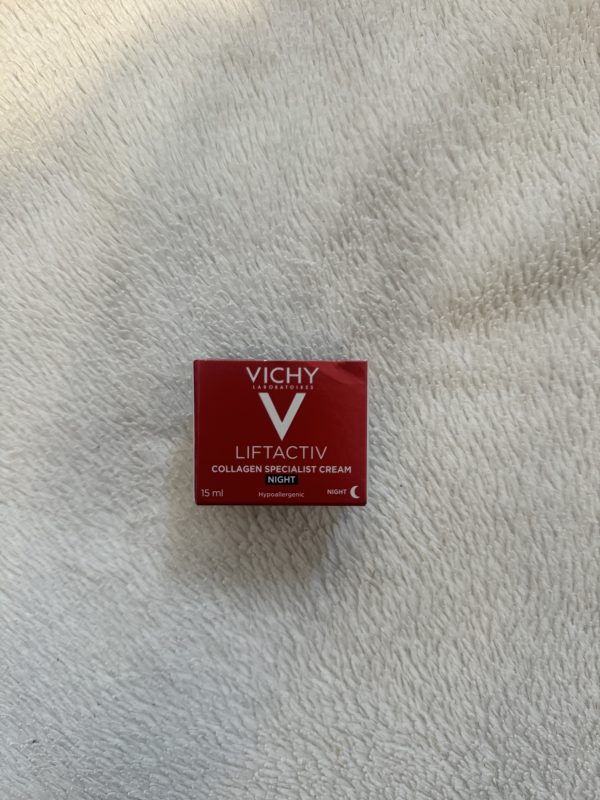 VICHY
LABORATOIRES
V
LIFTACTIV
COLLAGEN SPECIALIST CREAM
NIGHT
15 ml
Hypoallergenic
NIGHT